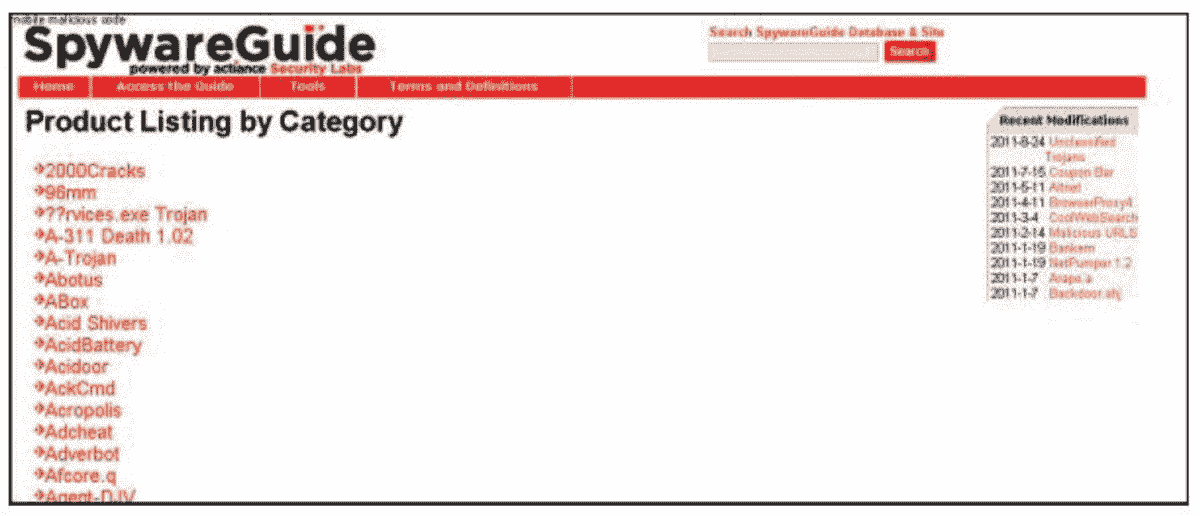 mobile malicious code
SpywareGuide
powered by actiance Security Labs
Search SpywareGuide Database & Site
Search
Home Access the Guide Tools Terms and Definitions
Product Listing by Category
2000Cracks
96mm
??rvices.exe Trojan
A-311 Death 1.02
A-Trojan
Abotus
ABox
Acid Shivers
AcidBattery
Acidoor
AckCmd
Acropolis
Adcheat
Adverbot
Afcore.q
Agent-DJV
Recent Modifications
2011-8-24 Unclassified
Trojans
2011-7-15 Coupon Bar
2011-5-11 Altnet
2011-4-11 BrowserProxy4
2011-3-4 CoolWebSearch
2011-2-14 Malicious URLS
2011-1-19 Bankem
2011-1-19 NetPumper 1.2
2011-1-7
2011-1-7 Backdoor.ahj